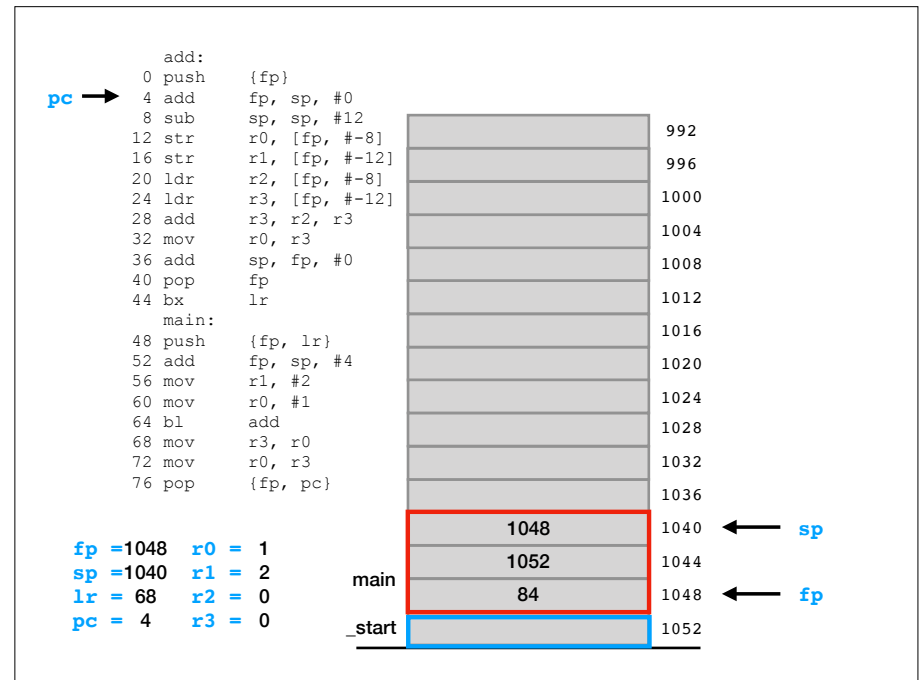 add:
0 push {fp}
pc 4 add fp, sp, #0
8 sub sp, sp, #12
12 str r0, [fp, #-8]
16 str r1, [fp, #-12]
20 ldr r2, [fp, #-8]
24 ldr r3, [fp, #-12]
28 add r3, r2, r3
32 mov r0, r3
36 add sp, fp, #0
40 pop fp
44 bx lr
main:
48 push {fp, lr}
52 add fp, sp, #4
56 mov r1, #2
60 mov r0, #1
64 bl add
68 mov r3, r0
72 mov r0, r3
76 pop {fp, pc}
fp =1048 r0 = 1
sp =1040 r1 = 2
lr = 68 r2 = 0
pc = 4 r3 = 0
992
996
1000
1004
1008
1012
1016
1020
1024
1028
1032
1036
1048 1040 sp
1052 1044
main
84 1048 fp
_start 1052